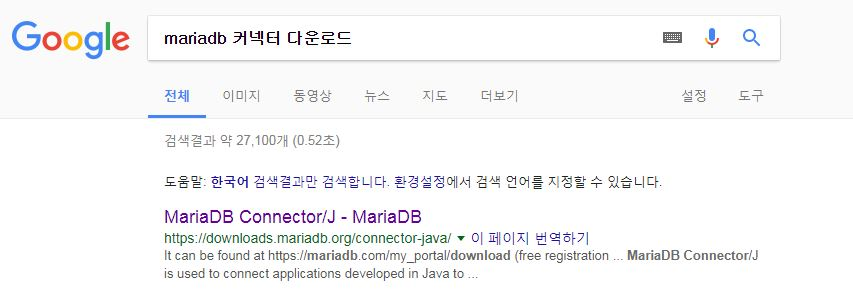 Google
mariadb 커넥터 다운로드
전체 이미지 동영상 뉴스 지도 더보기 설정 도구
검색결과 약 27,100개 (0.52초)
도움말: 한국어 검색결과만 검색합니다. 환경설정에서 검색 언어를 지정할 수 있습니다.
MariaDB Connector/J - MariaDB
https://downloads.mariadb.org/connector-java/ 이 페이지 번역하기
It can be found at https://mariadb.com/my_portal/download (free registration ... MariaDB Connector/J
is used to connect applications developed in Java to ...